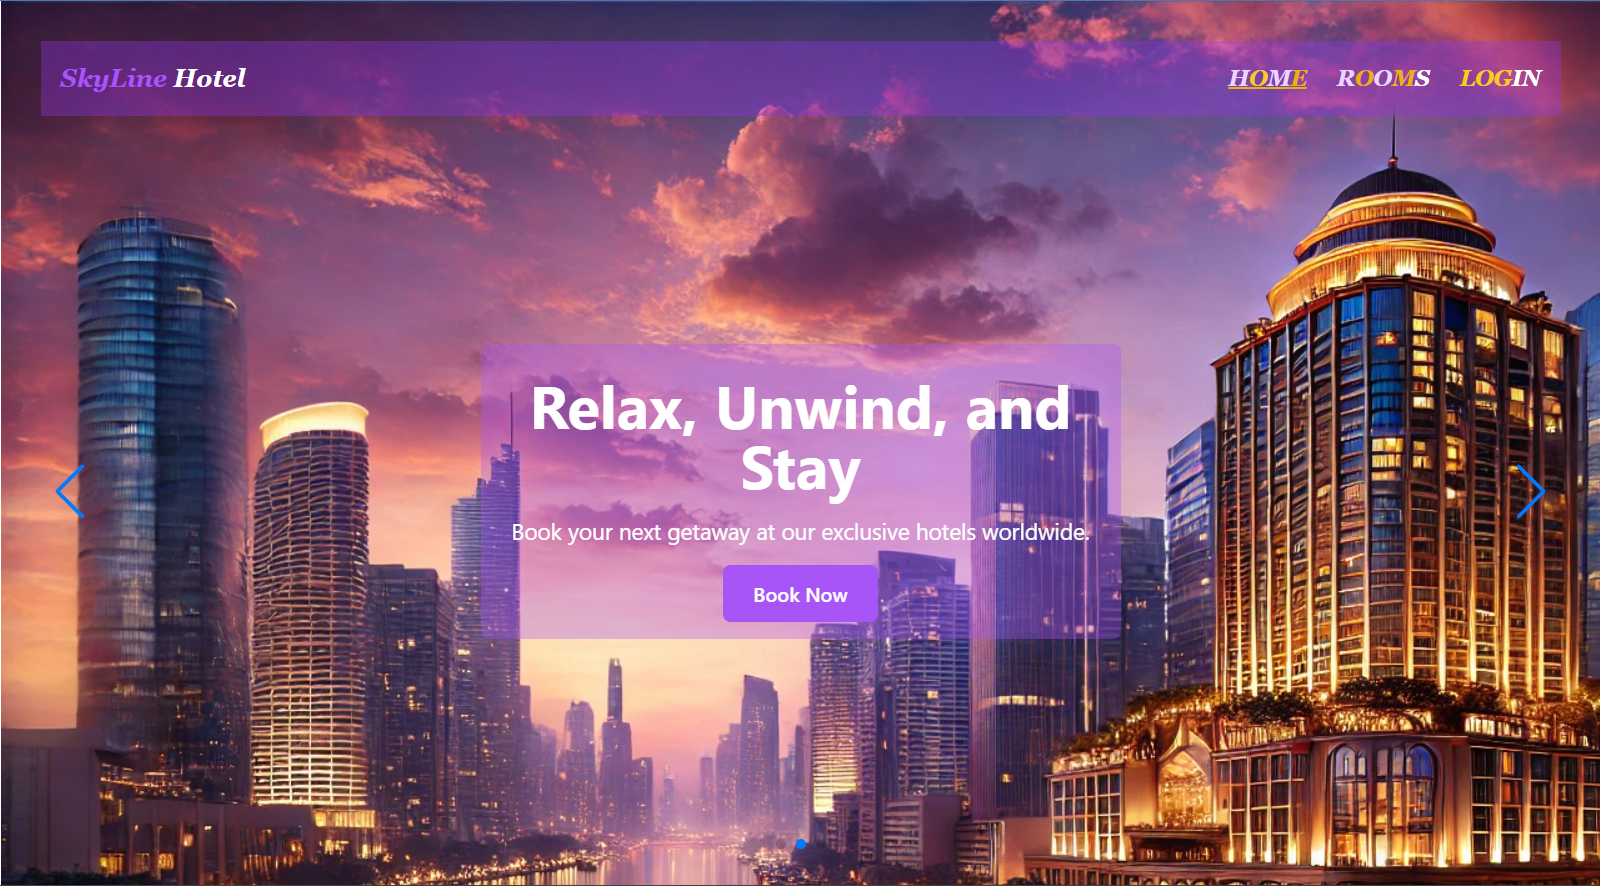 SkyLine Hotel
HOME ROOMS LOGIN
Relax, Unwind, and
Stay
Book your next getaway at our exclusive hotels worldwide.
Book Now